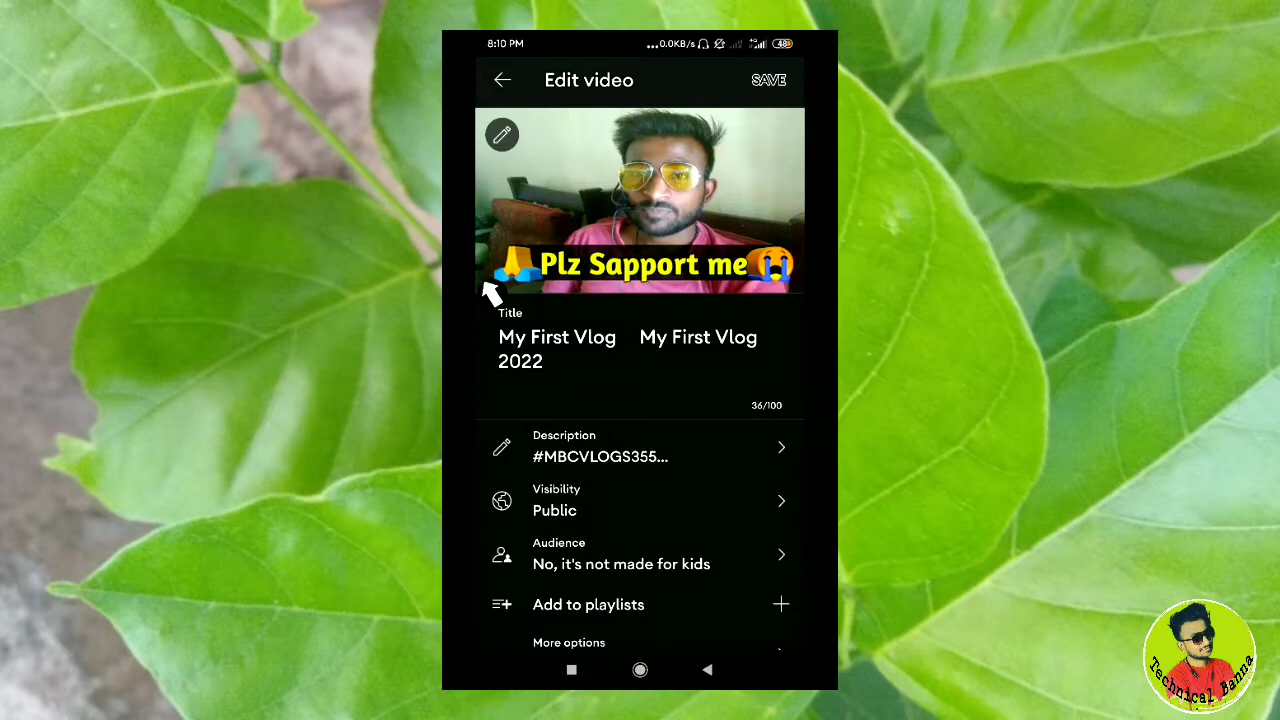 8:10 PM
...0.0KB/s 4G 48
Edit video
SAVE
Plz Sapport me
Title
My First Vlog My First Vlog
2022
36/100
Description
#MBCVLOGS355...
Visibility
Public
Audience
No, it's not made for kids
Add to playlists
More options
Technical Banna